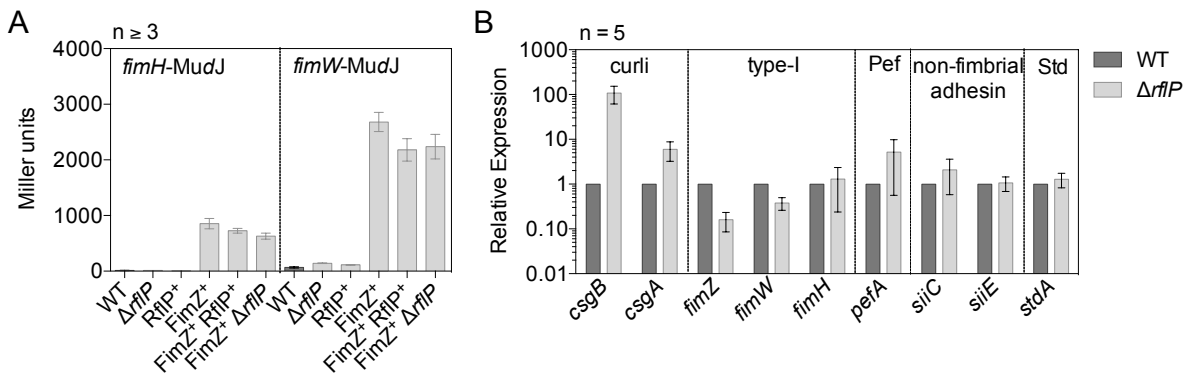 A
n ≥ 3
fimH-MudJ
fimW-MudJ
Miller units
4000
3000
2000
1000
0
WT
ΔrflP
RflP⁺
FimZ⁺
FimZ⁺ RflP⁺
FimZ⁺ ΔrflP
WT
ΔrflP
RflP⁺
FimZ⁺
FimZ⁺ RflP⁺
FimZ⁺ ΔrflP
B
n = 5
curli
type-I
Pef
non-fimbrial
adhesin
Std
Relative Expression
1000
100
10
1
0.10
0.01
csgB
csgA
fimZ
fimW
fimH
pefA
siiC
siiE
stdA
WT
ΔrflP